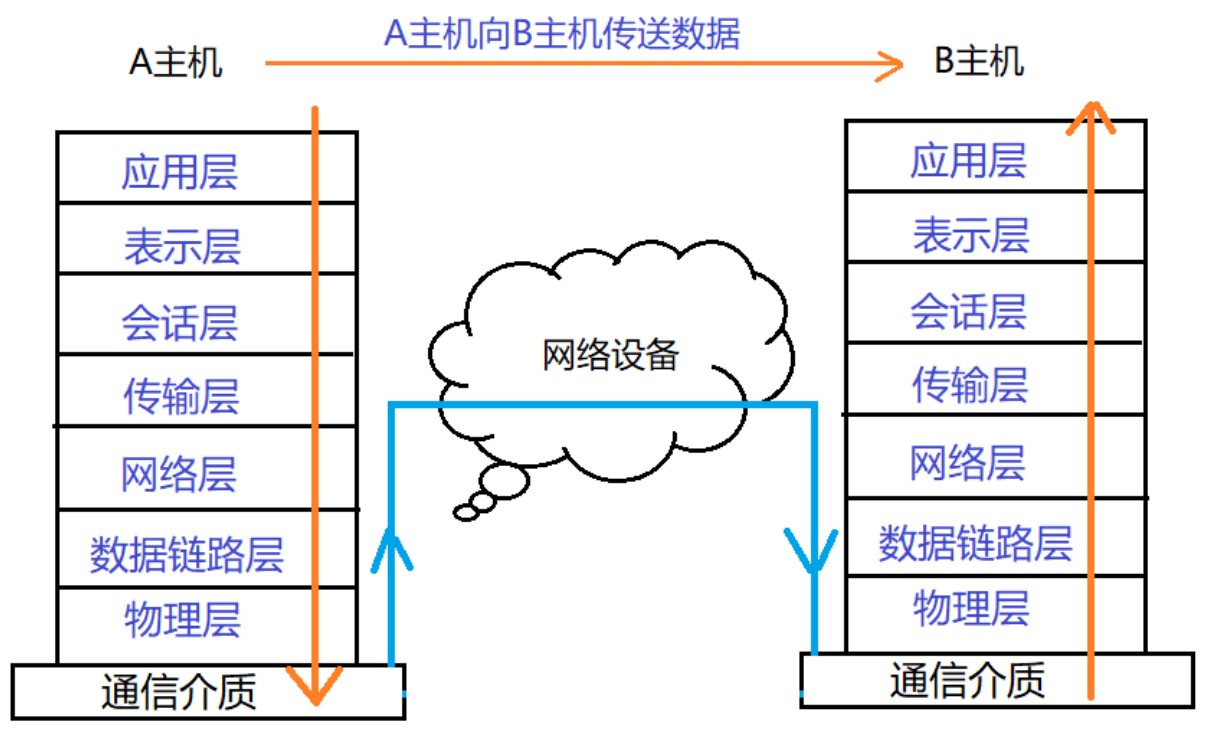 A主机向B主机传送数据
A主机
B主机
应用层
表示层
会话层
传输层
网络层
数据链路层
物理层
通信介质
网络设备
应用层
表示层
会话层
传输层
网络层
数据链路层
物理层
通信介质